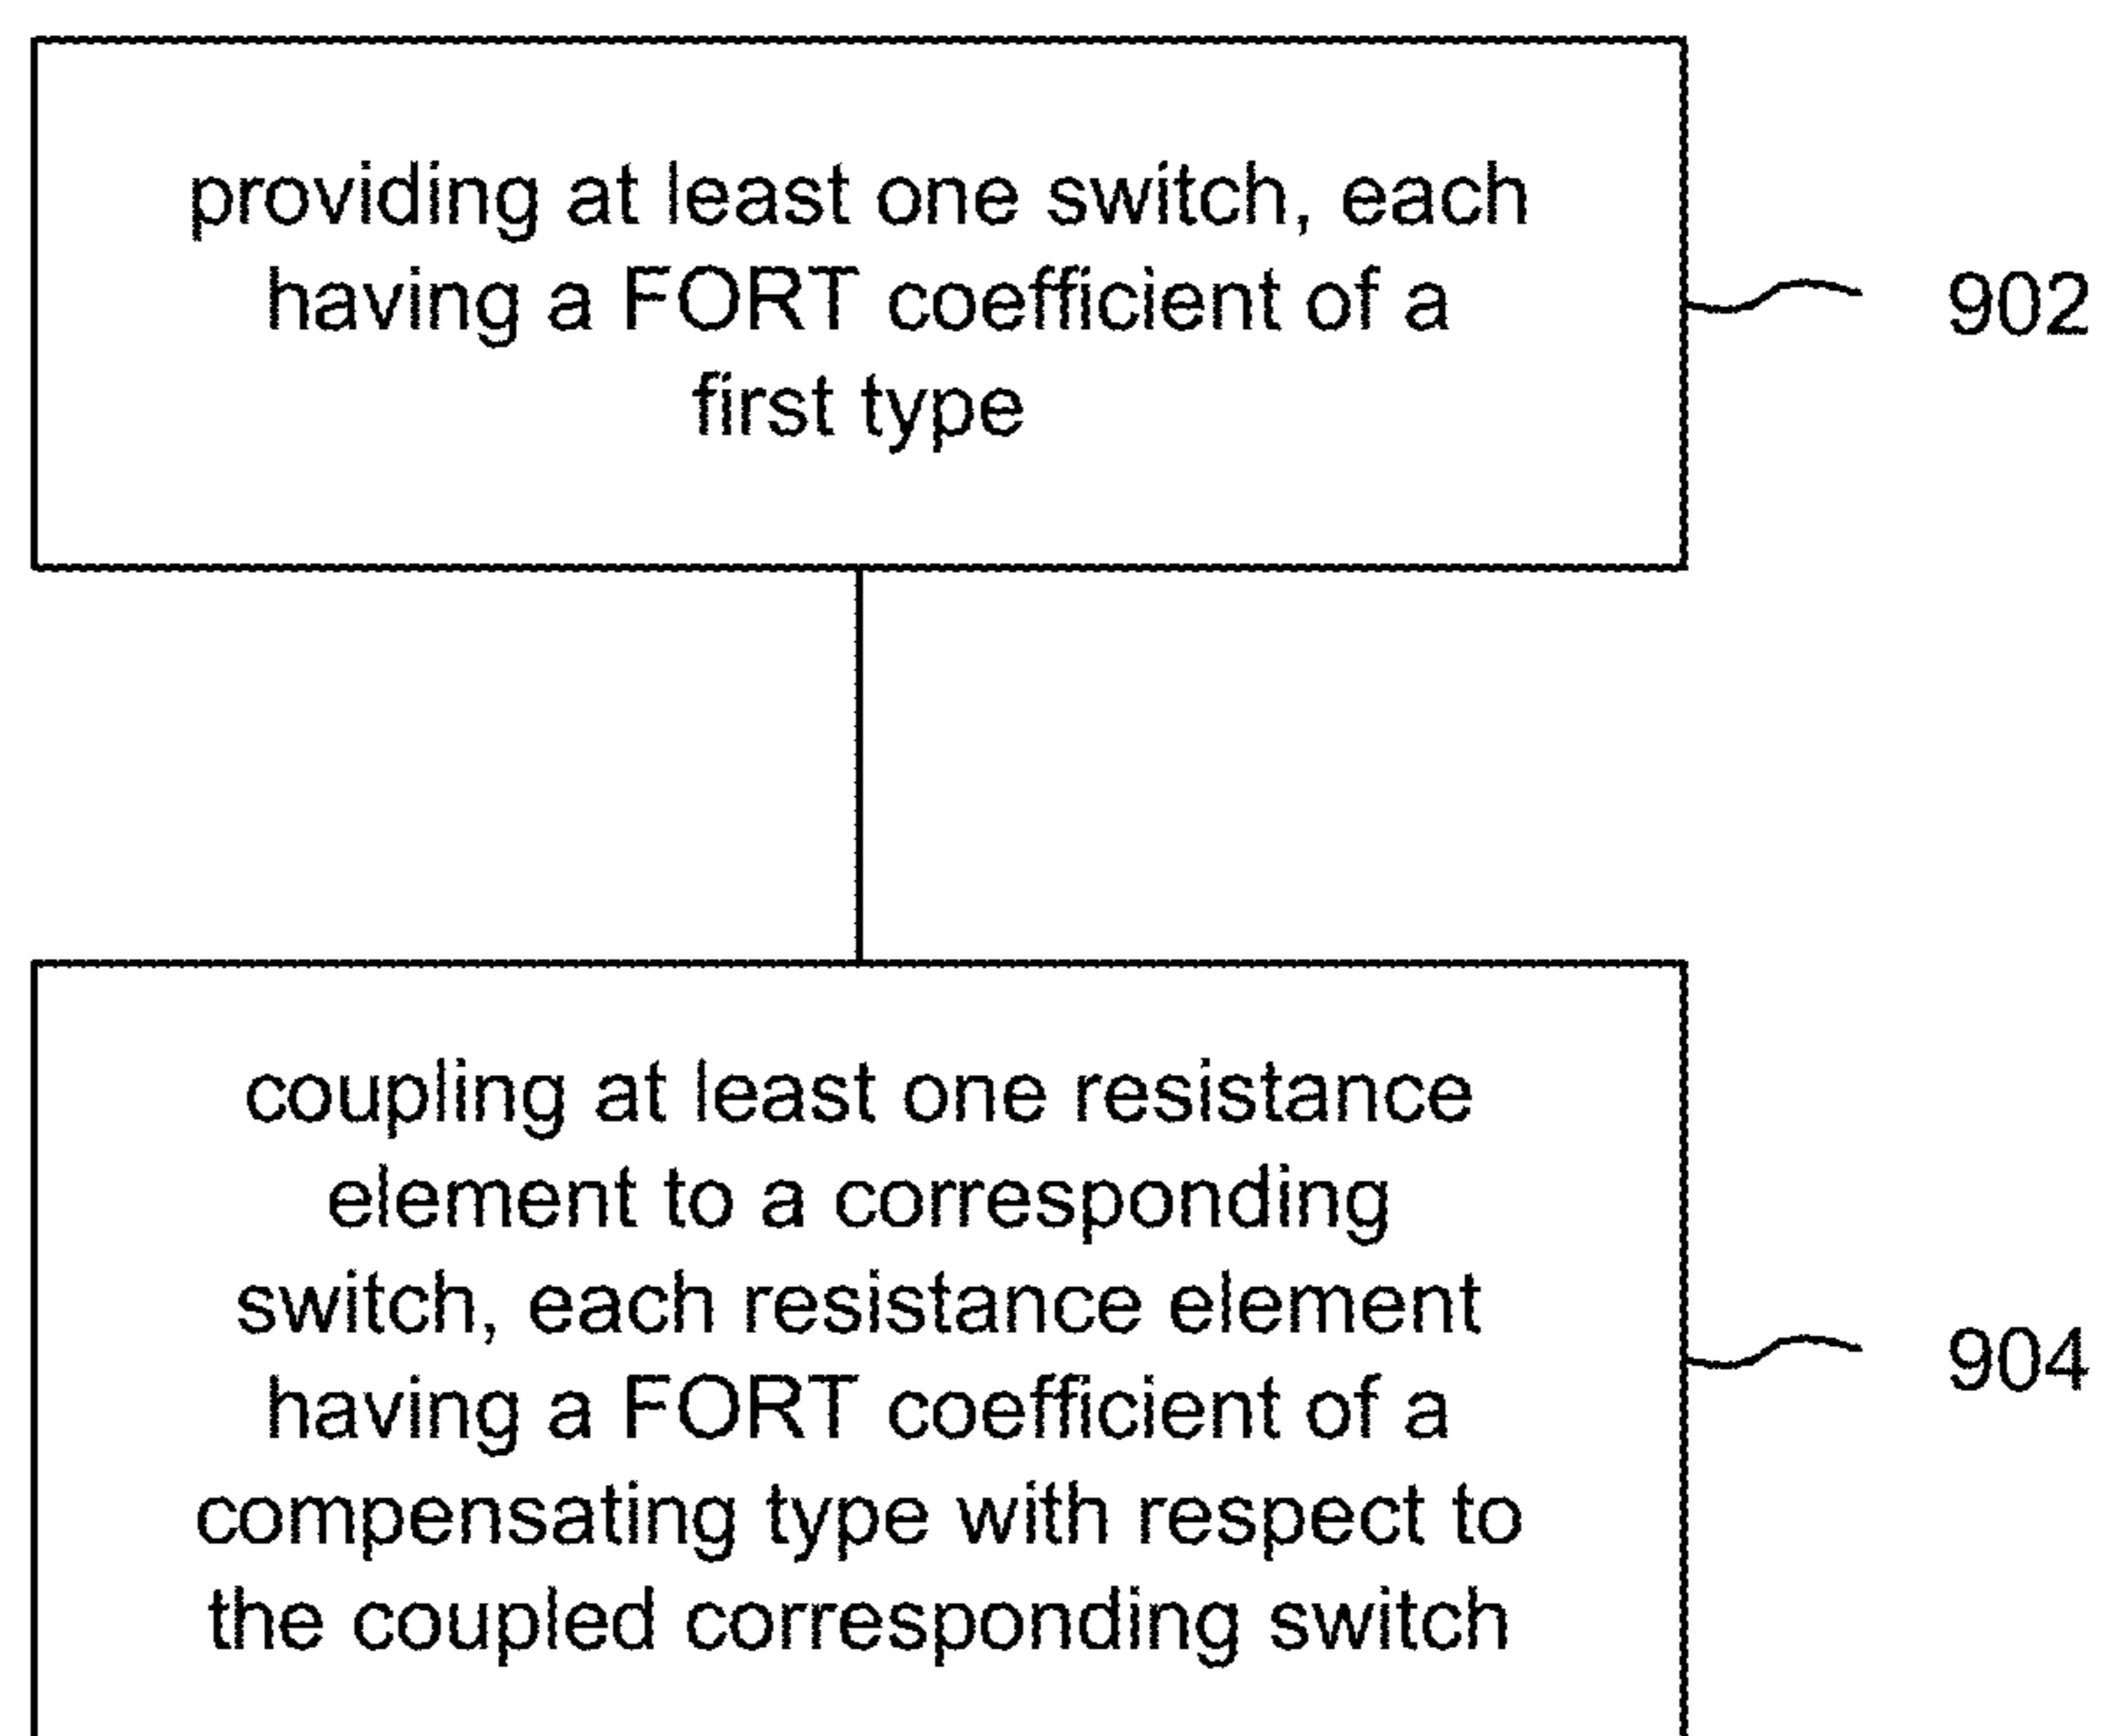 providing at least one switch, each
having a FORT coefficient of a
first type
902
coupling at least one resistance
element to a corresponding
switch, each resistance element
having a FORT coefficient of a
compensating type with respect to
the coupled corresponding switch
904